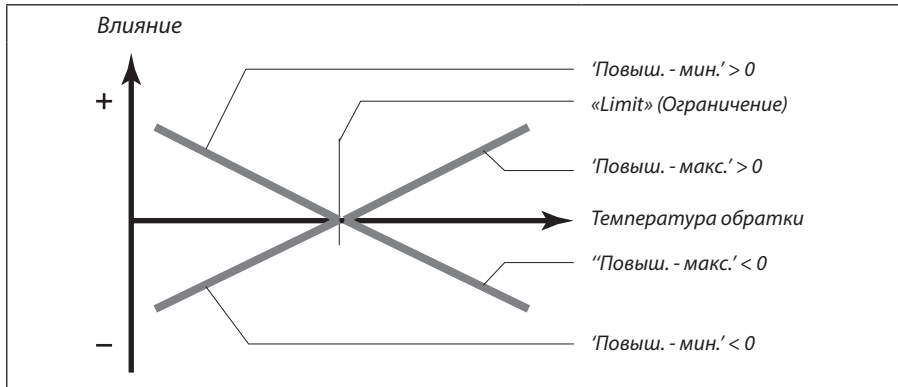 Влияние
'Повыш. - мин.' > 0
+
«Limit» (Ограничение)
'Повыш. - макс.' > 0
Температура обратки
"Повыш. - макс.' < 0
–
'Повыш. - мин.' < 0